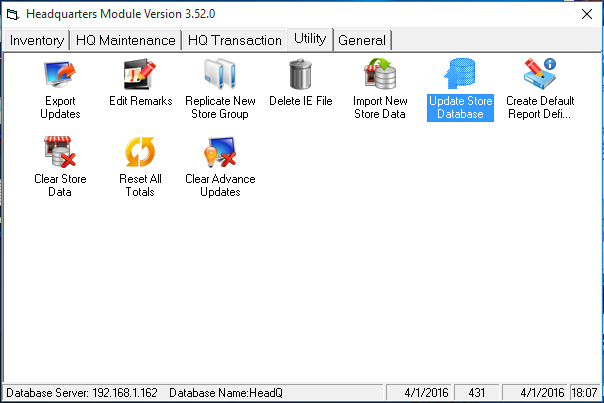 Headquarters Module Version 3.52.0
Inventory HQ Maintenance HQ Transaction Utility General
Export Updates
Edit Remarks
Replicate New Store Group
Delete IE File
Import New Store Data
Update Store Database
Create Default Report Defi...
Clear Store Data
Reset All Totals
Clear Advance Updates
Database Server: 192.168.1.162 Database Name:HeadQ 4/1/2016 431 4/1/2016 18:07